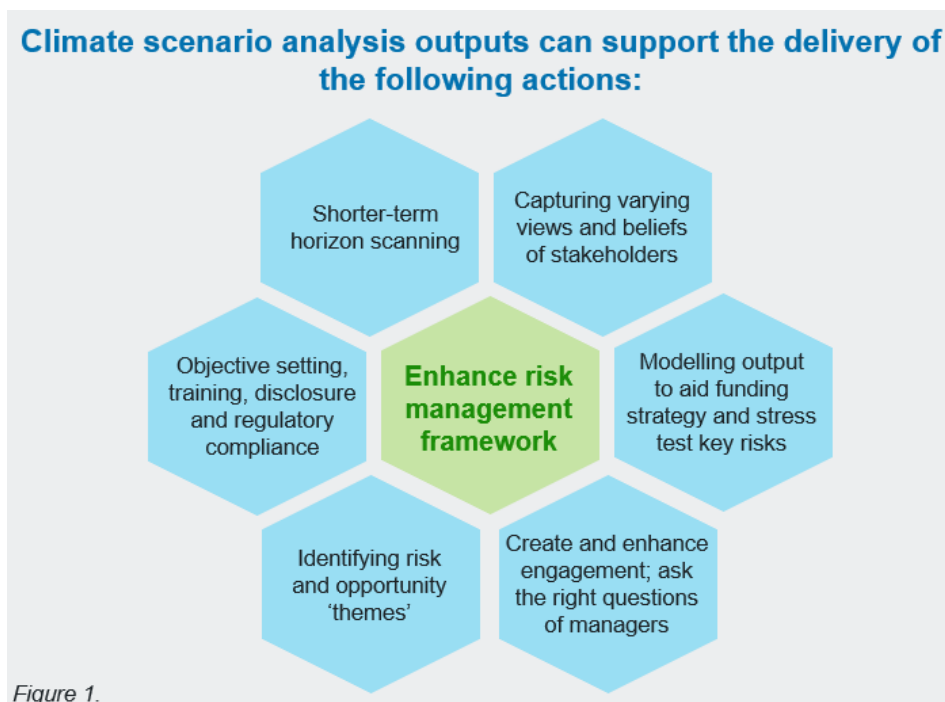 Climate scenario analysis outputs can support the delivery of
the following actions:
Shorter-term
horizon scanning
Capturing varying
views and beliefs
of stakeholders
Objective setting,
training, disclosure
and regulatory
compliance
Enhance risk
management
framework
Modelling output
to aid funding
strategy and stress
test key risks
Identifying risk
and opportunity
‘themes’
Create and enhance
engagement; ask
the right questions
of managers
Figure 1.